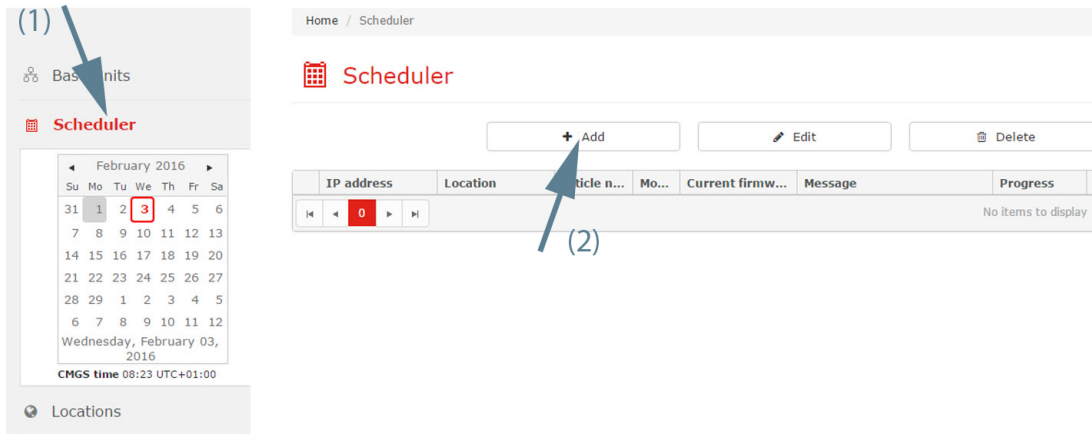 (1)
Home / Scheduler
Scheduler
Scheduler
+ Add
Edit
Delete
February 2016
Su Mo Tu We Th Fr Sa
31 1 2 3 4 5 6
7 8 9 10 11 12 13
14 15 16 17 18 19 20
21 22 23 24 25 26 27
28 29 1 2 3 4 5
6 7 8 9 10 11 12
Wednesday, February 03,
2016
CMGS time 08:23 UTC+01:00
Locations
IP address Location n... Mo... Current firmw... Message Progress
0
No items to display
(2)